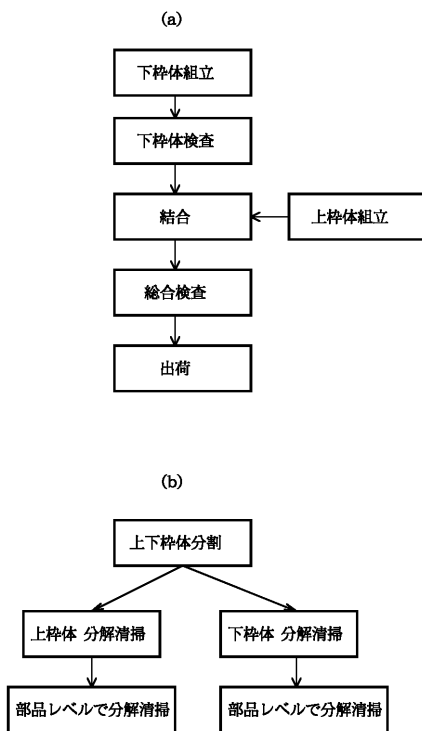 (a)
下枠体組立
下枠体検査
結合
上枠体組立
総合検査
出荷
(b)
上下枠体分割
上枠体 分解清掃
下枠体 分解清掃
部品レベルで分解清掃
部品レベルで分解清掃